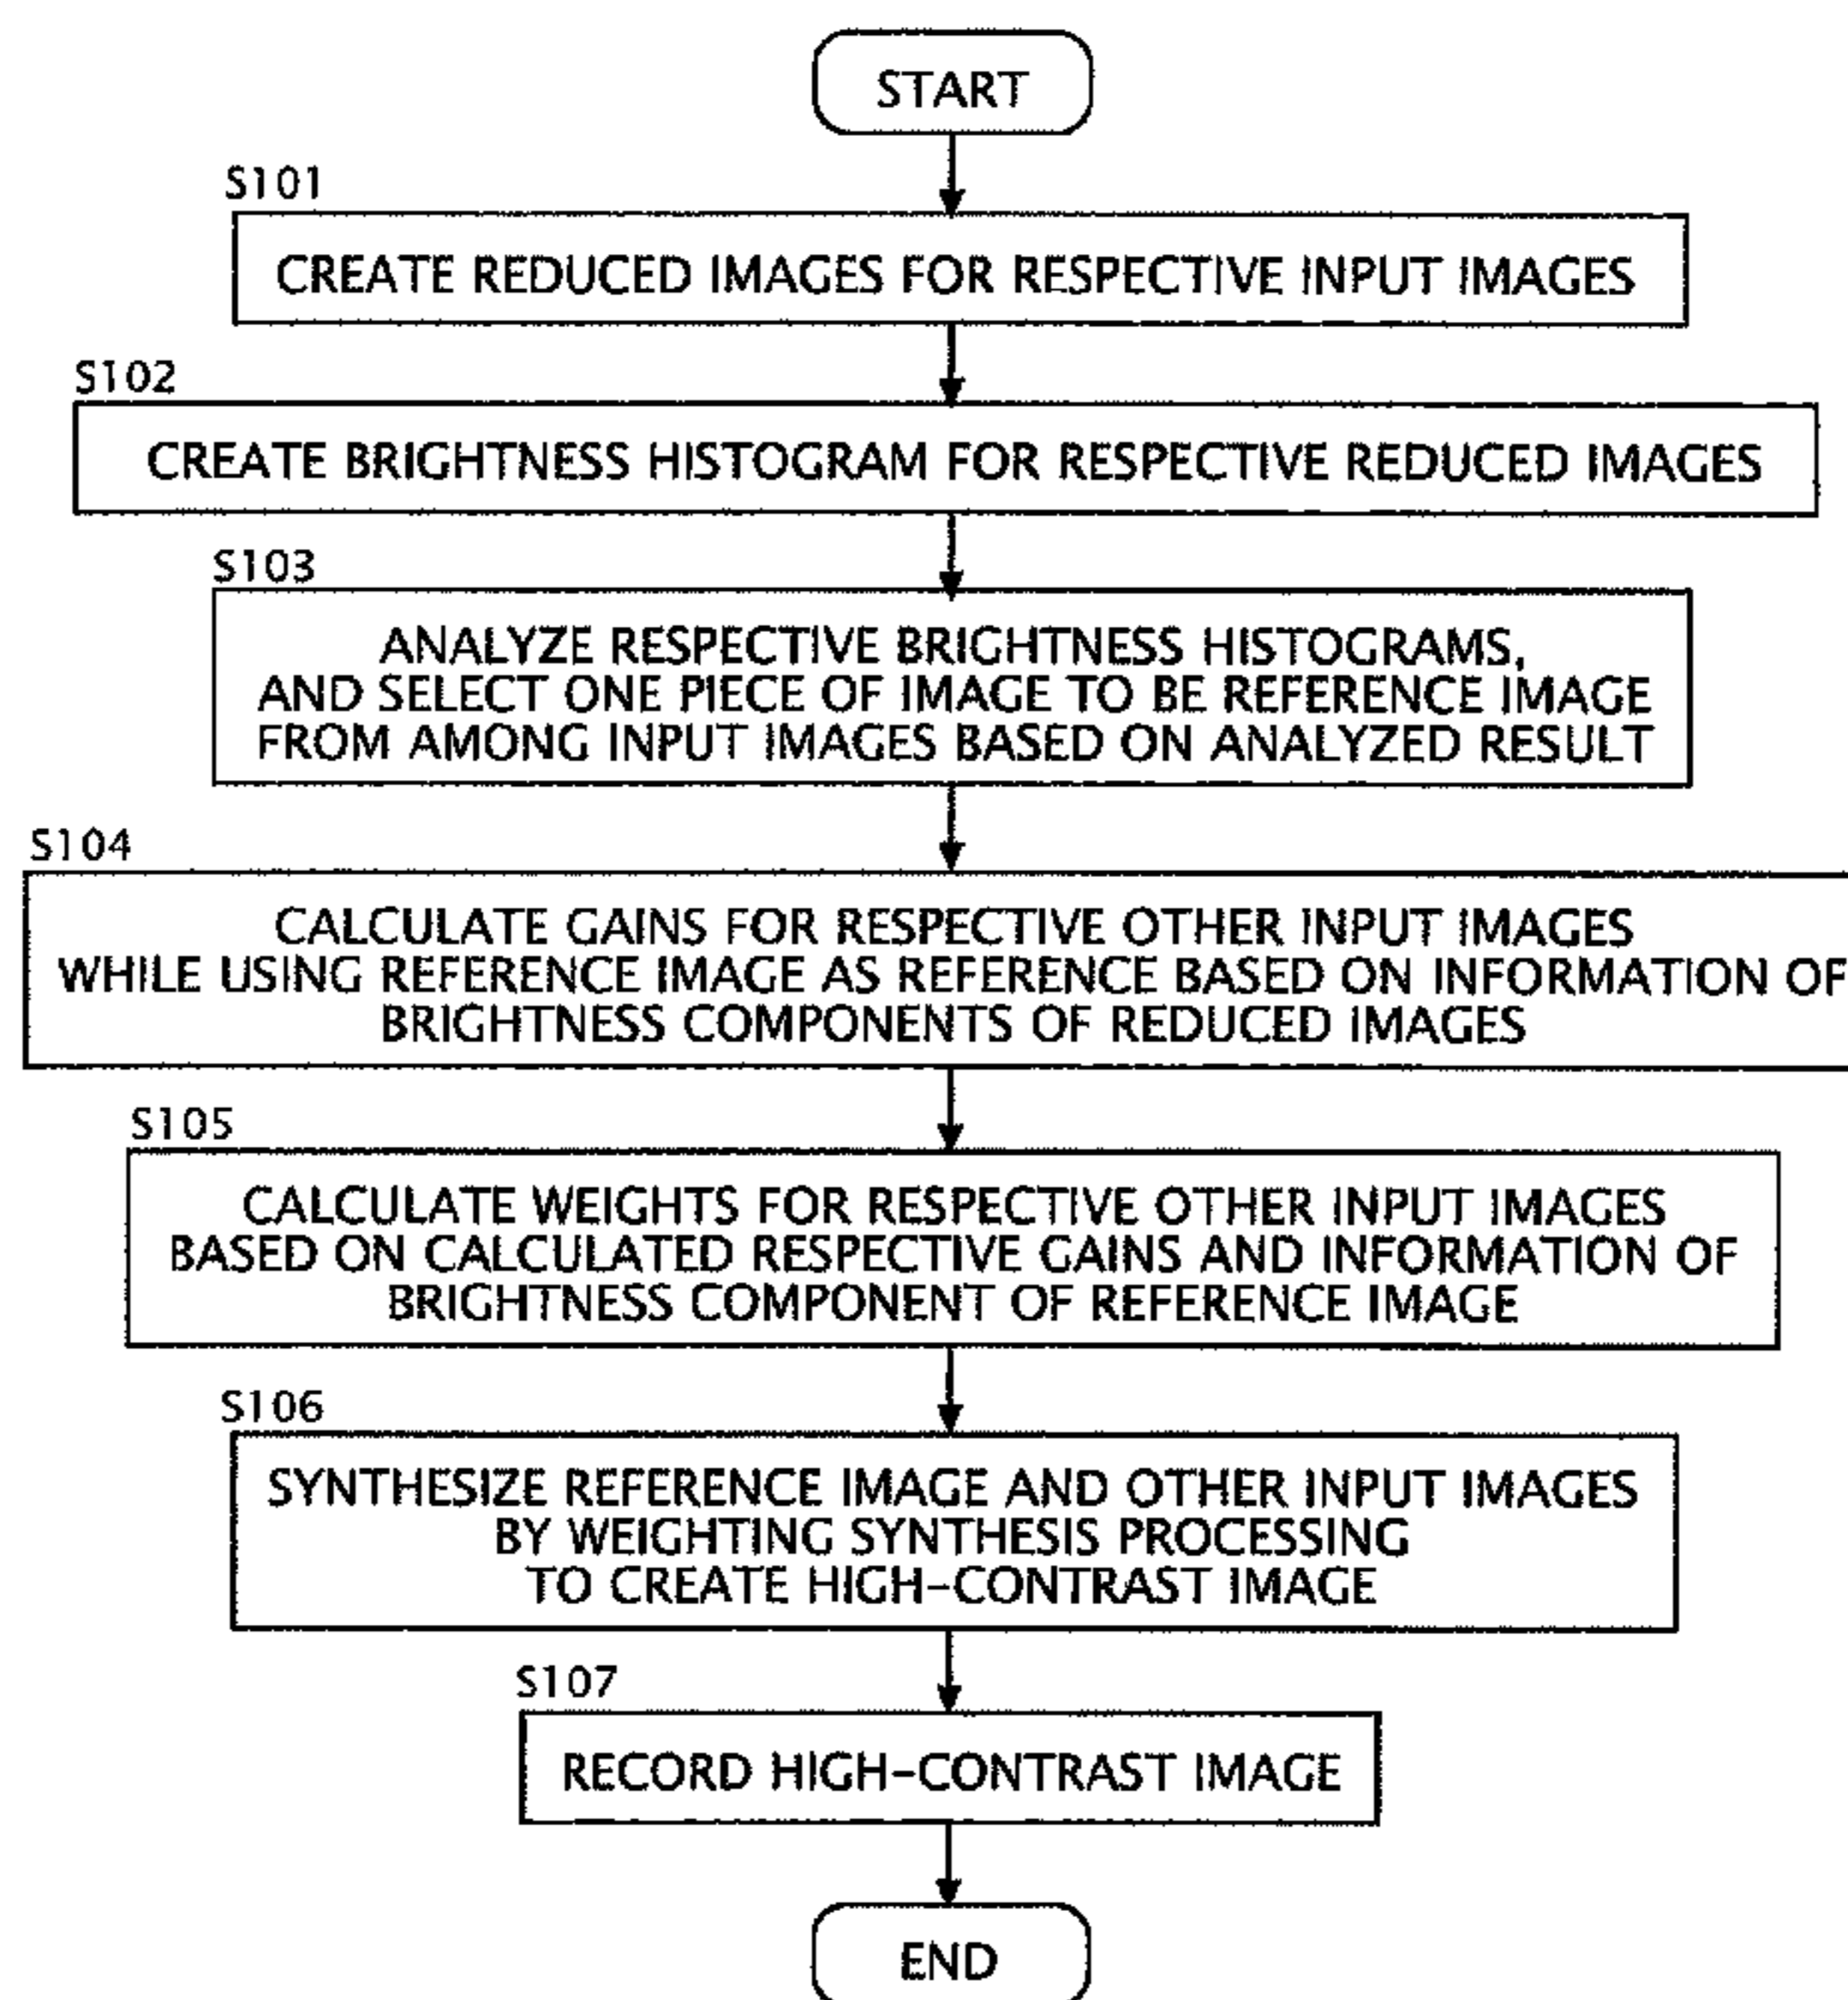 START
S101
CREATE REDUCED IMAGES FOR RESPECTIVE INPUT IMAGES
S102
CREATE BRIGHTNESS HISTOGRAM FOR RESPECTIVE REDUCED IMAGES
S103
ANALYZE RESPECTIVE BRIGHTNESS HISTOGRAMS,
AND SELECT ONE PIECE OF IMAGE TO BE REFERENCE IMAGE
FROM AMONG INPUT IMAGES BASED ON ANALYZED RESULT
S104
CALCULATE GAINS FOR RESPECTIVE OTHER INPUT IMAGES
WHILE USING REFERENCE IMAGE AS REFERENCE BASED ON INFORMATION OF
BRIGHTNESS COMPONENTS OF REDUCED IMAGES
S105
CALCULATE WEIGHTS FOR RESPECTIVE OTHER INPUT IMAGES
BASED ON CALCULATED RESPECTIVE GAINS AND INFORMATION OF
BRIGHTNESS COMPONENT OF REFERENCE IMAGE
S106
SYNTHESIZE REFERENCE IMAGE AND OTHER INPUT IMAGES
BY WEIGHTING SYNTHESIS PROCESSING
TO CREATE HIGH-CONTRAST IMAGE
S107
RECORD HIGH-CONTRAST IMAGE
END